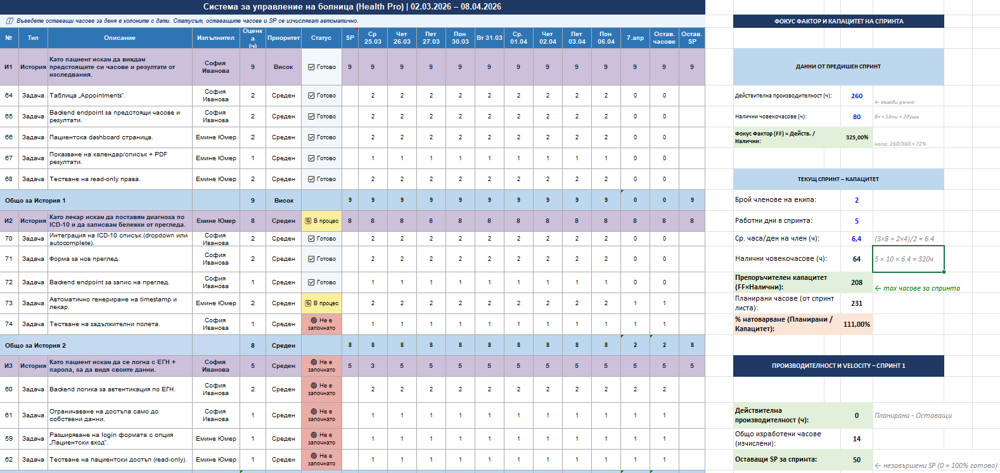 Система за управление на болница (Health Pro) | 02.03.2026 – 08.04.2026
Въведете оставащи часове за деня в колоните с дати. Статусът, оставащите часове и SP се изчисляват автоматично.
№ Тип Описание Изпълнител Оценка (ч) Приоритет Статус SP Ср 25.03 Чет 26.03 Пет 27.03 Пон 30.03 Вт 31.03 Ср. 01.04 Чет 02.04 Пет 03.04 Пон 06.04 7.апр Остав. часове Остав. SP
И1 История Като пациент искам да виждам предстоящите си часове и резултати от изследвания. София Иванова 9 Висок Готово 9 9 9 9 9 9 9 9 9 9 9 9 9
64 Задача Таблица „Appointments“. София Иванова 2 Среден Готово 2 2 2 2 2 2 2 2 2 0 0
65 Задача Backend endpoint за предстоящи часове и резултати. София Иванова 2 Среден Готово 2 2 2 2 2 2 2 2 2 0 0
66 Задача Пациентска dashboard страница. Емине Юмер 2 Среден Готово 2 2 2 2 2 2 2 2 2 0 0
67 Задача Показване на календар/списък + PDF резултати. Емине Юмер 1 Среден Готово 1 1 1 1 1 1 1 1 1 0 0
68 Задача Тестване на read-only права. Емине Юмер 2 Среден Готово 2 2 2 2 2 2 2 2 2 0 0
Общо за История 1 9 Висок 9 9 9 9 9 9 9 9 9 9 0 0 9
И2 История Като лекар искам да поставям диагноза по ICD-10 и да записвам бележки от прегледа. Емине Юмер 8 Среден В процес 8 8 8 8 8 8 8 8 8 8 8 8 8
70 Задача Интеграция на ICD-10 списък (dropdown или autocomplete). София Иванова 2 Среден Готово 2 2 2 2 2 2 2 2 2 0 0
71 Задача Форма за нов преглед. София Иванова 2 Среден Готово 2 2 2 2 2 2 2 2 2 0 0
72 Задача Backend endpoint за запис на преглед. София Иванова 1 Среден Готово 1 1 1 1 1 1 1 1 1 0 0
73 Задача Автоматично генериране на timestamp и лекар. Емине Юмер 2 Среден В процес 2 2 2 2 2 2 2 2 2 1 1
74 Задача Тестване на задължителни полета. София Иванова 1 Среден Не е започнато 1 1 1 1 1 1 1 1 1 1 1
Общо за История 2 8 Среден 8 8 8 8 8 8 8 8 8 8 2 2 8
И3 История Като пациент искам да се логна с ЕГН + парола, за да видя своите данни. София Иванова 5 Среден Не е започнато 5 3 5 5 5 5 5 5 5 5 5 5 5
60 Задача Backend логика за автентикация по ЕГН. София Иванова 2 Среден Не е започнато 2 2 2 2 2 2 2 2 2 2 2
61 Задача Ограничаване на достъпа само до собствени данни. София Иванова 1 Среден Не е започнато 1 1 1 1 1 1 1 1 1 1 1
59 Задача Разширяване на login формата с опция „Пациентски вход“. Емине Юмер 1 Среден Не е започнато 1 1 1 1 1 1 1 1 1 1 1
62 Задача Тестване на пациентски достъп (read-only). Емине Юмер 1 Среден Не е започнато 1 1 1 1 1 1 1 1 1 1 1
ФОКУС ФАКТОР И КАПАЦИТЕТ НА СПРИНТА
ДАННИ ОТ ПРЕДИШЕН СПРИНТ
Действителна производителност (ч): 260 ← въведи ръчно
Налични човекочасове (ч): 80 8ч × 5дни × 2души
Фокус Фактор (FF) = Действ. / Налични: 325,00% напр. 260/360 = 72%
ТЕКУЩ СПРИНТ – КАПАЦИТЕТ
Брой членове на екипа: 2
Работни дни в спринта: 5
Ср. часа/ден на член (ч): 6,4 (3×8 + 2×4)/2 = 6.4
Налични човекочасове (ч): 64 5 × 10 × 6.4 = 320ч
Препоръчителен капацитет (FF×Налични): 208 ← max часове за спринта
Планирани часове (от спринт листа): 231
% натоварване (Планирани / Капацитет): 111,00%
ПРОИЗВОДИТЕЛНОСТ И VELOCITY – СПРИНТ 1
Действителна производителност (ч): 0 Планирани - Оставащи
Общо изработени часове (изчислени): 14
Оставащи SP за спринта: 50 ← незавършени SP (0 = 100% готово)